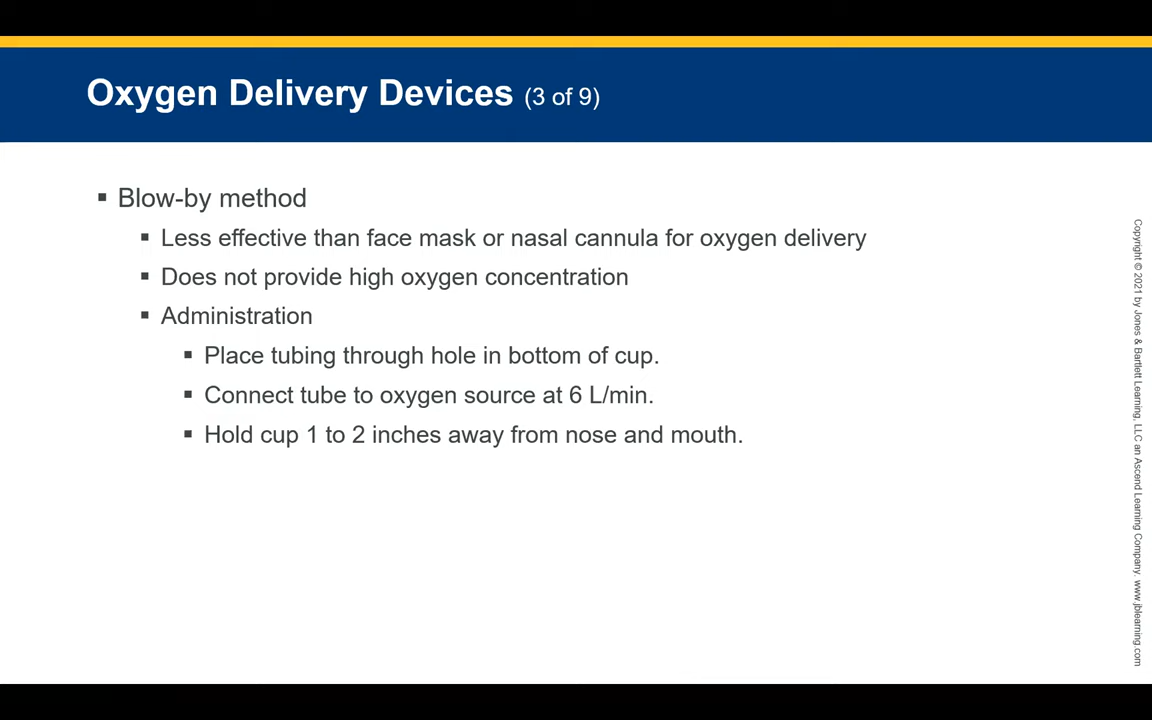 Oxygen Delivery Devices (3 of 9)
▪ Blow-by method
▪ Less effective than face mask or nasal cannula for oxygen delivery
▪ Does not provide high oxygen concentration
▪ Administration
▪ Place tubing through hole in bottom of cup.
▪ Connect tube to oxygen source at 6 L/min.
▪ Hold cup 1 to 2 inches away from nose and mouth.
Copyright © 2021 by Jones & Bartlett Learning, LLC an Ascend Learning Company. www.jblearning.com